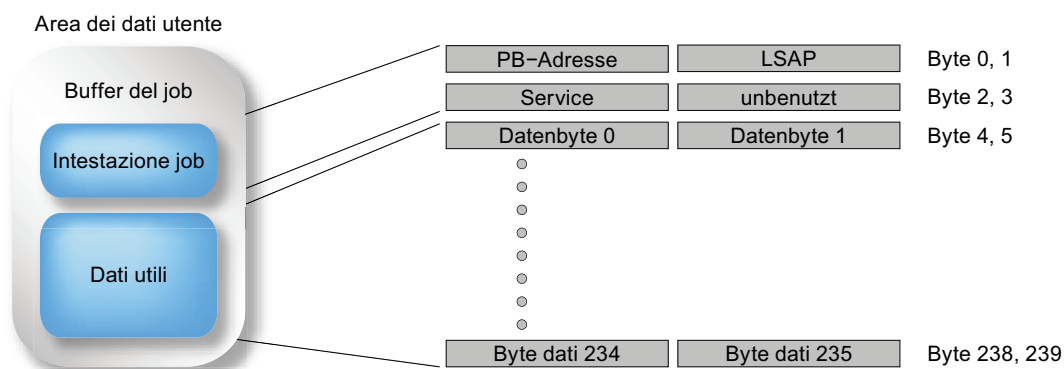 Area dei dati utente
Buffer del job
Intestazione job
Dati utili
PB-Adresse LSAP Byte 0, 1
Service unbenutzt Byte 2, 3
Datenbyte 0 Datenbyte 1 Byte 4, 5
Byte dati 234 Byte dati 235 Byte 238, 239